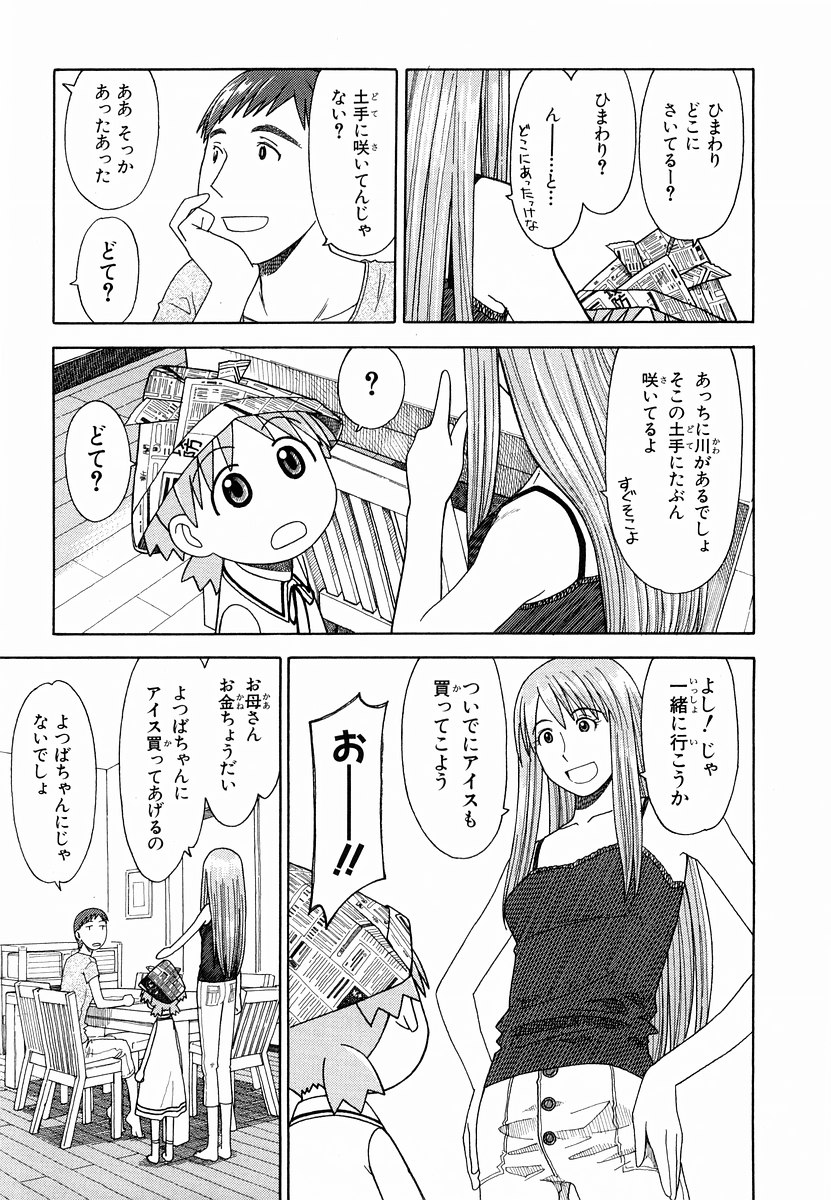 ひまわり
どこに
さいてるー?
ひまわり?
んー……と…
どこにあったっけな
土手に咲いてんじゃ
ない?
ああ そっか
あったあった
どて?
あっちに川があるでしょ
そこの土手にたぶん
咲いてるよ
すぐそこよ
?
どて?
よし!じゃ
一緒に行こうか
ついでにアイスも
買ってこよう
おーー!!
お母さん
お金ちょうだい
よつばちゃんに
アイス買ってあげるの
よつばちゃんにじゃ
ないでしょ